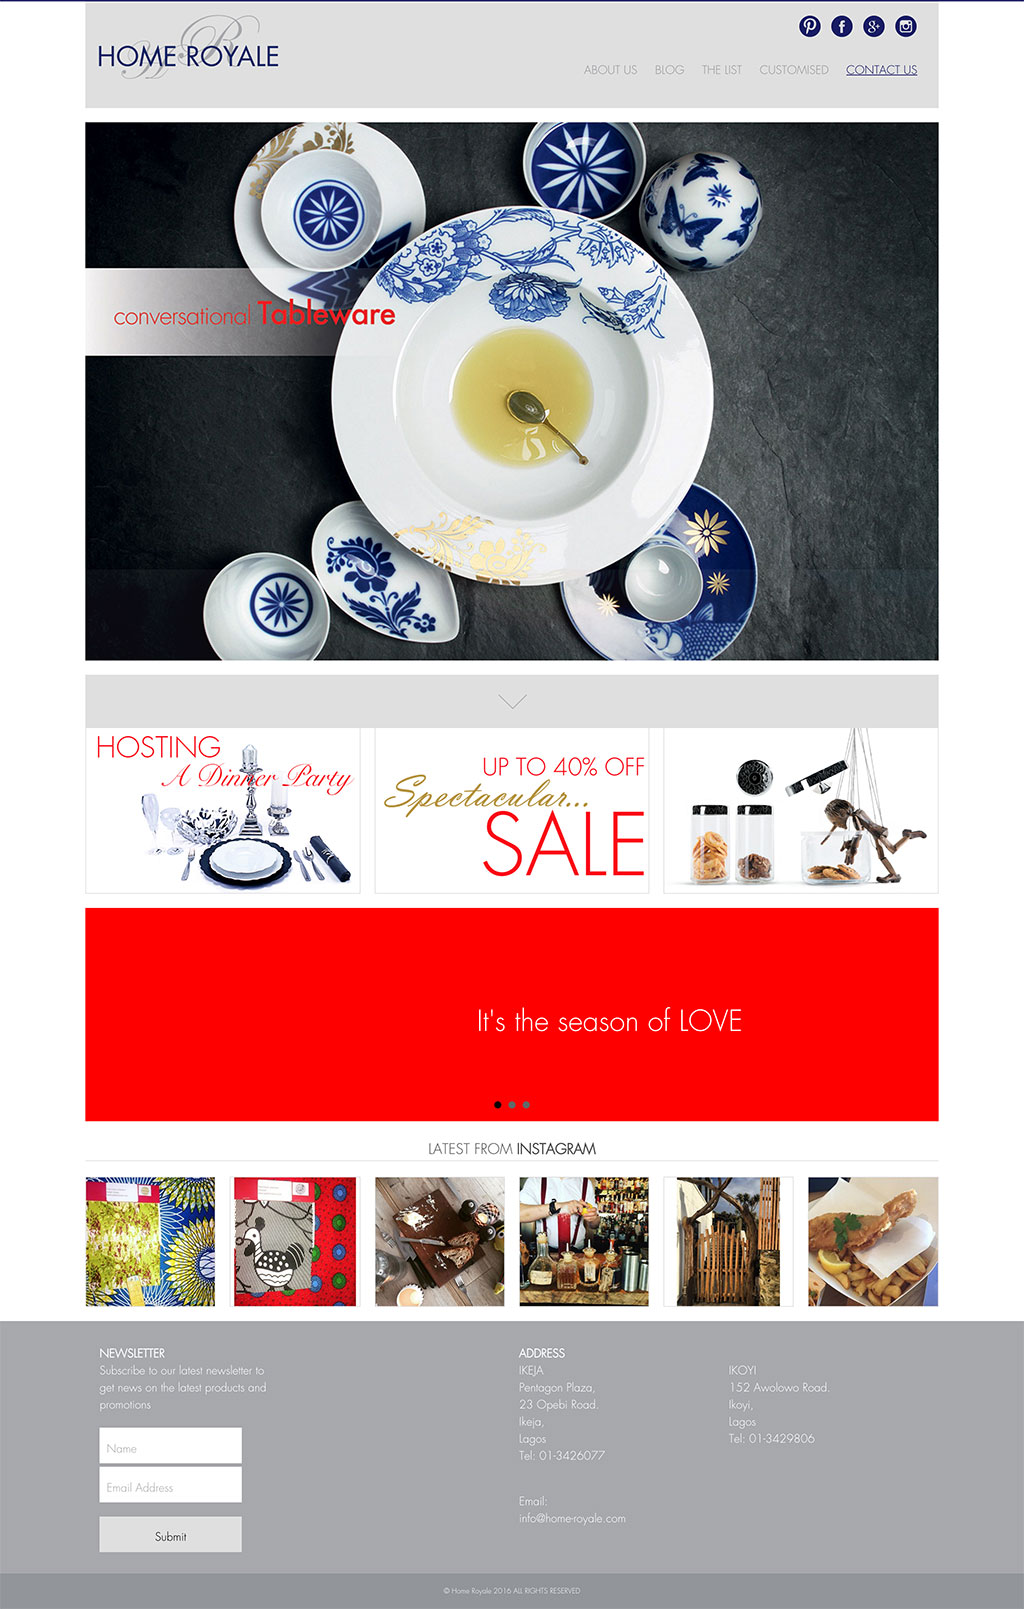 HOME ROYALE
ABOUT US BLOG THE LIST CUSTOMISED CONTACT US
conversational Tableware
HOSTING
A Dinner Party
UP TO 40% OFF
Spectacular...
SALE
It's the season of LOVE
LATEST FROM INSTAGRAM
NEWSLETTER
Subscribe to our latest newsletter to
get news on the latest products and
promotions
Name
Email Address
Submit
ADDRESS
IKEJA
Pentagon Plaza,
23 Opebi Road.
Ikeja,
Lagos
Tel: 01-3426077
Email:
info@home-royale.com
IKOYI
152 Awolowo Road.
Ikoyi,
Lagos
Tel: 01-3429806
© Home Royale 2016 ALL RIGHTS RESERVED